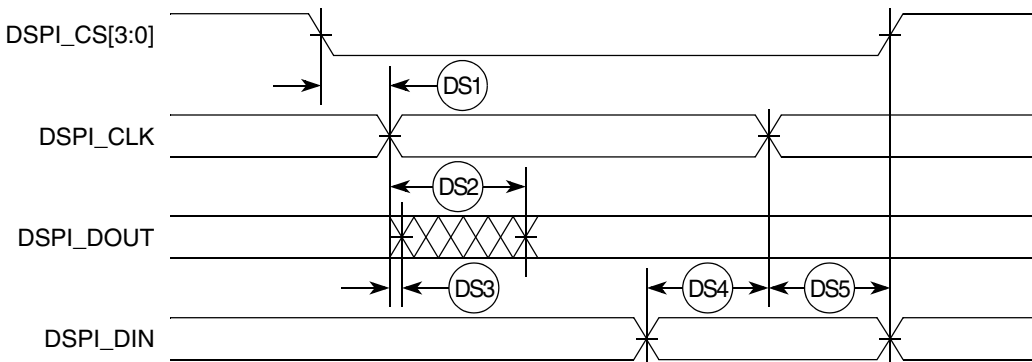 DSPI_CS[3:0]
DS1
DSPI_CLK
DS2
DSPI_DOUT
DS3
DS4
DS5
DSPI_DIN